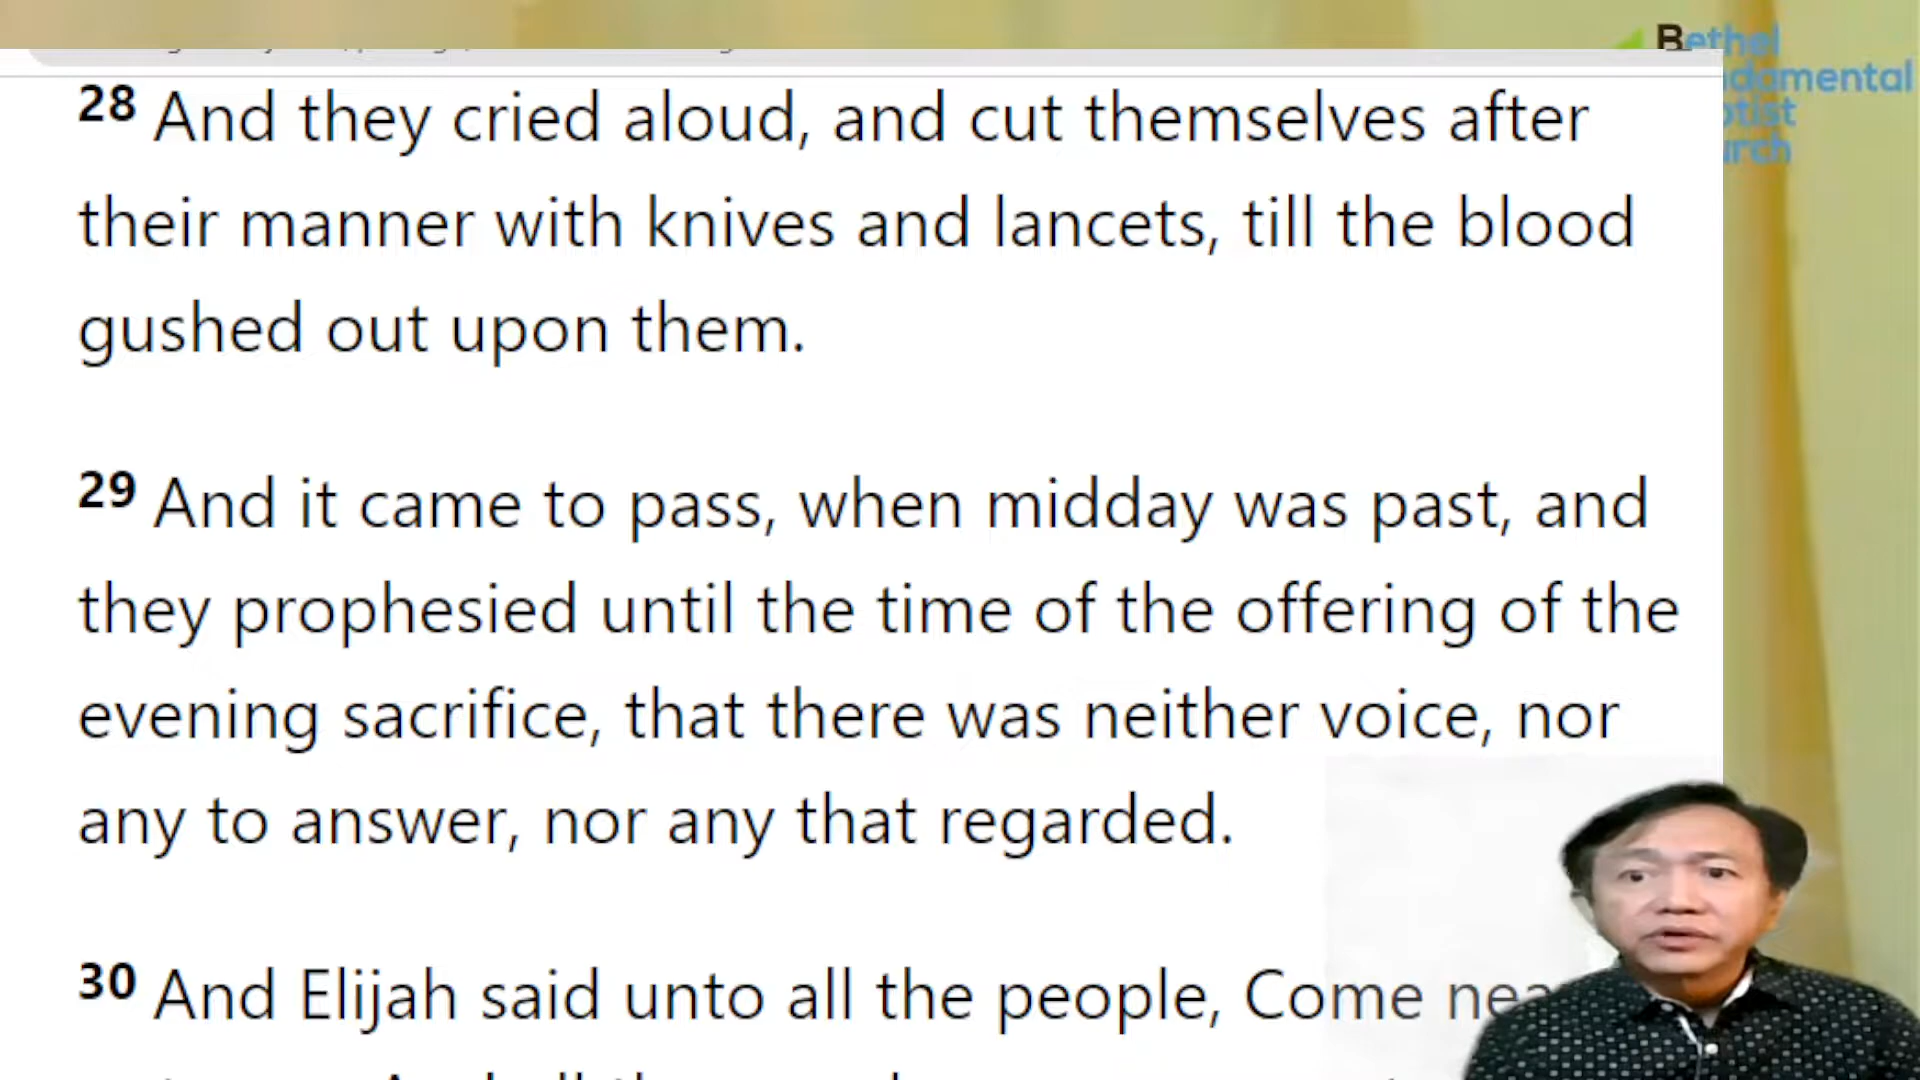 Bethel
damental
28 And they cried aloud, and cut themselves after
their manner with knives and lancets, till the blood
gushed out upon them.
29 And it came to pass, when midday was past, and
they prophesied until the time of the offering of the
evening sacrifice, that there was neither voice, nor
any to answer, nor any that regarded.
30 And Elijah said unto all the people, Come